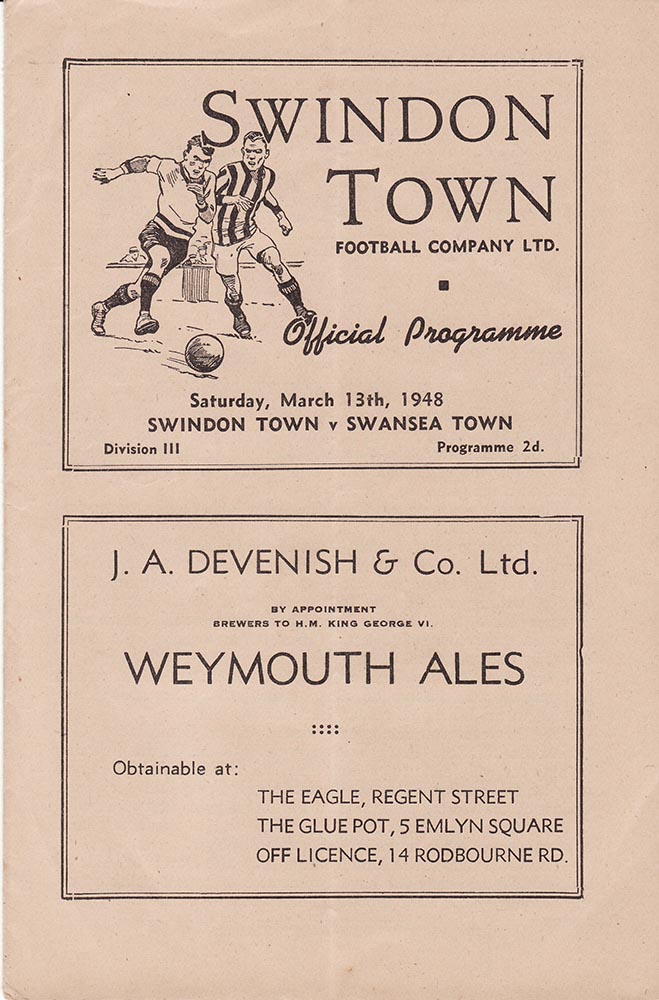 SWINDON
TOWN
FOOTBALL COMPANY LTD.
Official Programme
Saturday, March 13th, 1948
SWINDON TOWN v SWANSEA TOWN
Division III Programme 2d.
J. A. DEVENISH & Co. Ltd.
BY APPOINTMENT
BREWERS TO H.M. KING GEORGE VI.
WEYMOUTH ALES
Obtainable at:
THE EAGLE, REGENT STREET
THE GLUE POT, 5 EMLYN SQUARE
OFF LICENCE, 14 RODBOURNE RD.